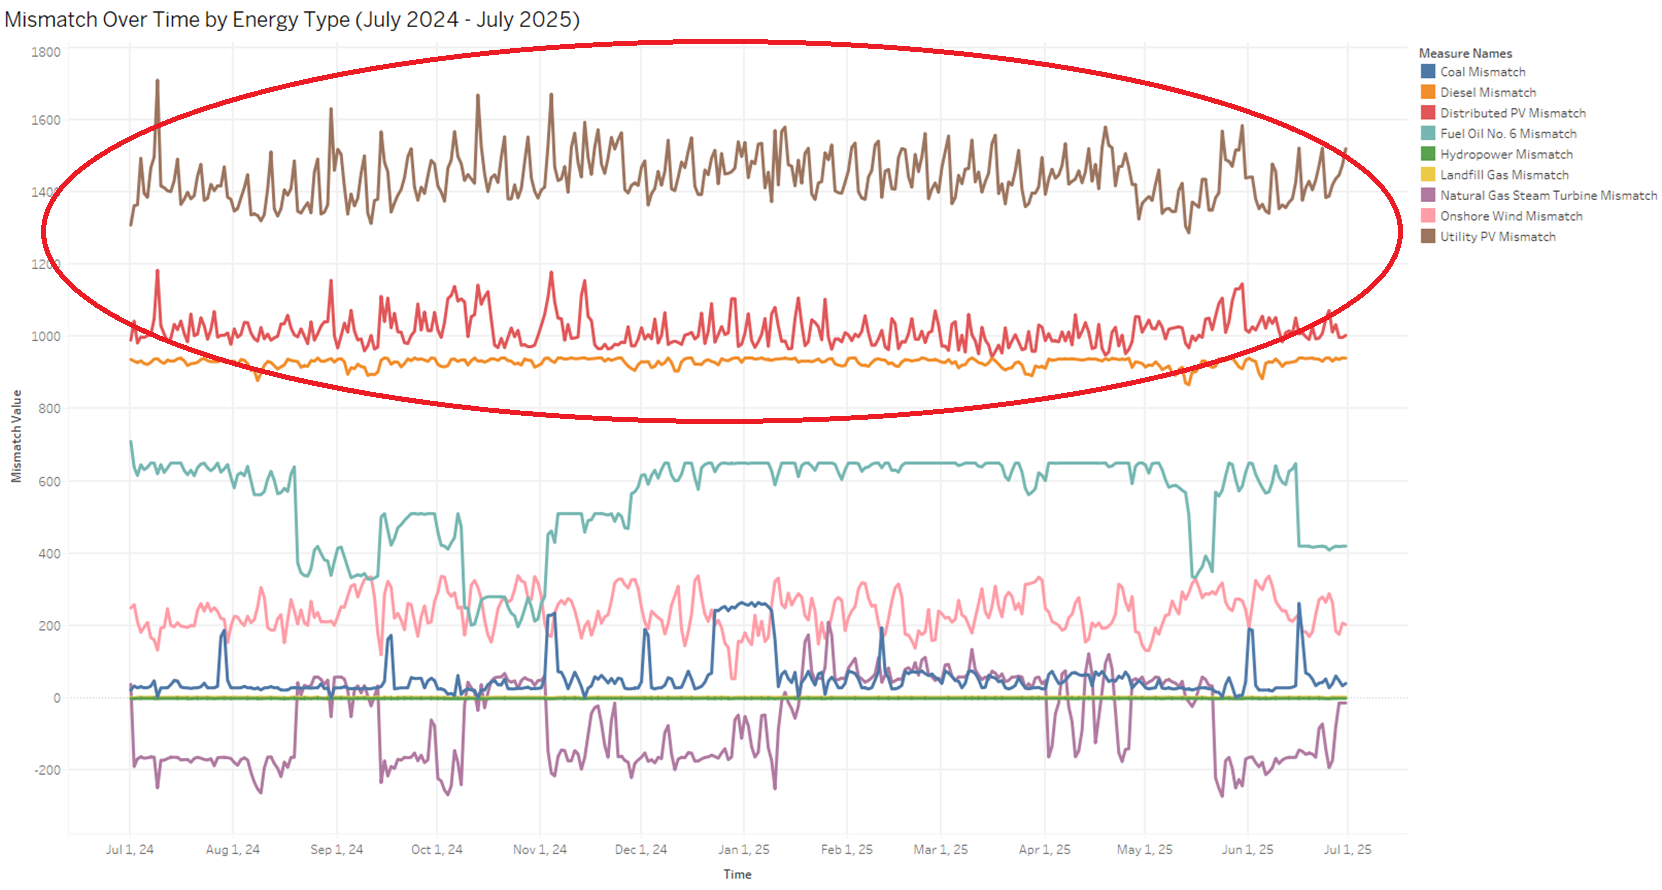 Mismatch Over Time by Energy Type (July 2024 - July 2025)
1800
1600
1400
1200
1000
800
600
400
200
0
-200
Mismatch Value
Jul 1, 24
Aug 1, 24
Sep 1, 24
Oct 1, 24
Nov 1, 24
Dec 1, 24
Jan 1, 25
Feb 1, 25
Mar 1, 25
Apr 1, 25
May 1, 25
Jun 1, 25
Jul 1, 25
Time
Measure Names
Coal Mismatch
Diesel Mismatch
Distributed PV Mismatch
Fuel Oil No. 6 Mismatch
Hydropower Mismatch
Landfill Gas Mismatch
Natural Gas Steam Turbine Mismatch
Onshore Wind Mismatch
Utility PV Mismatch